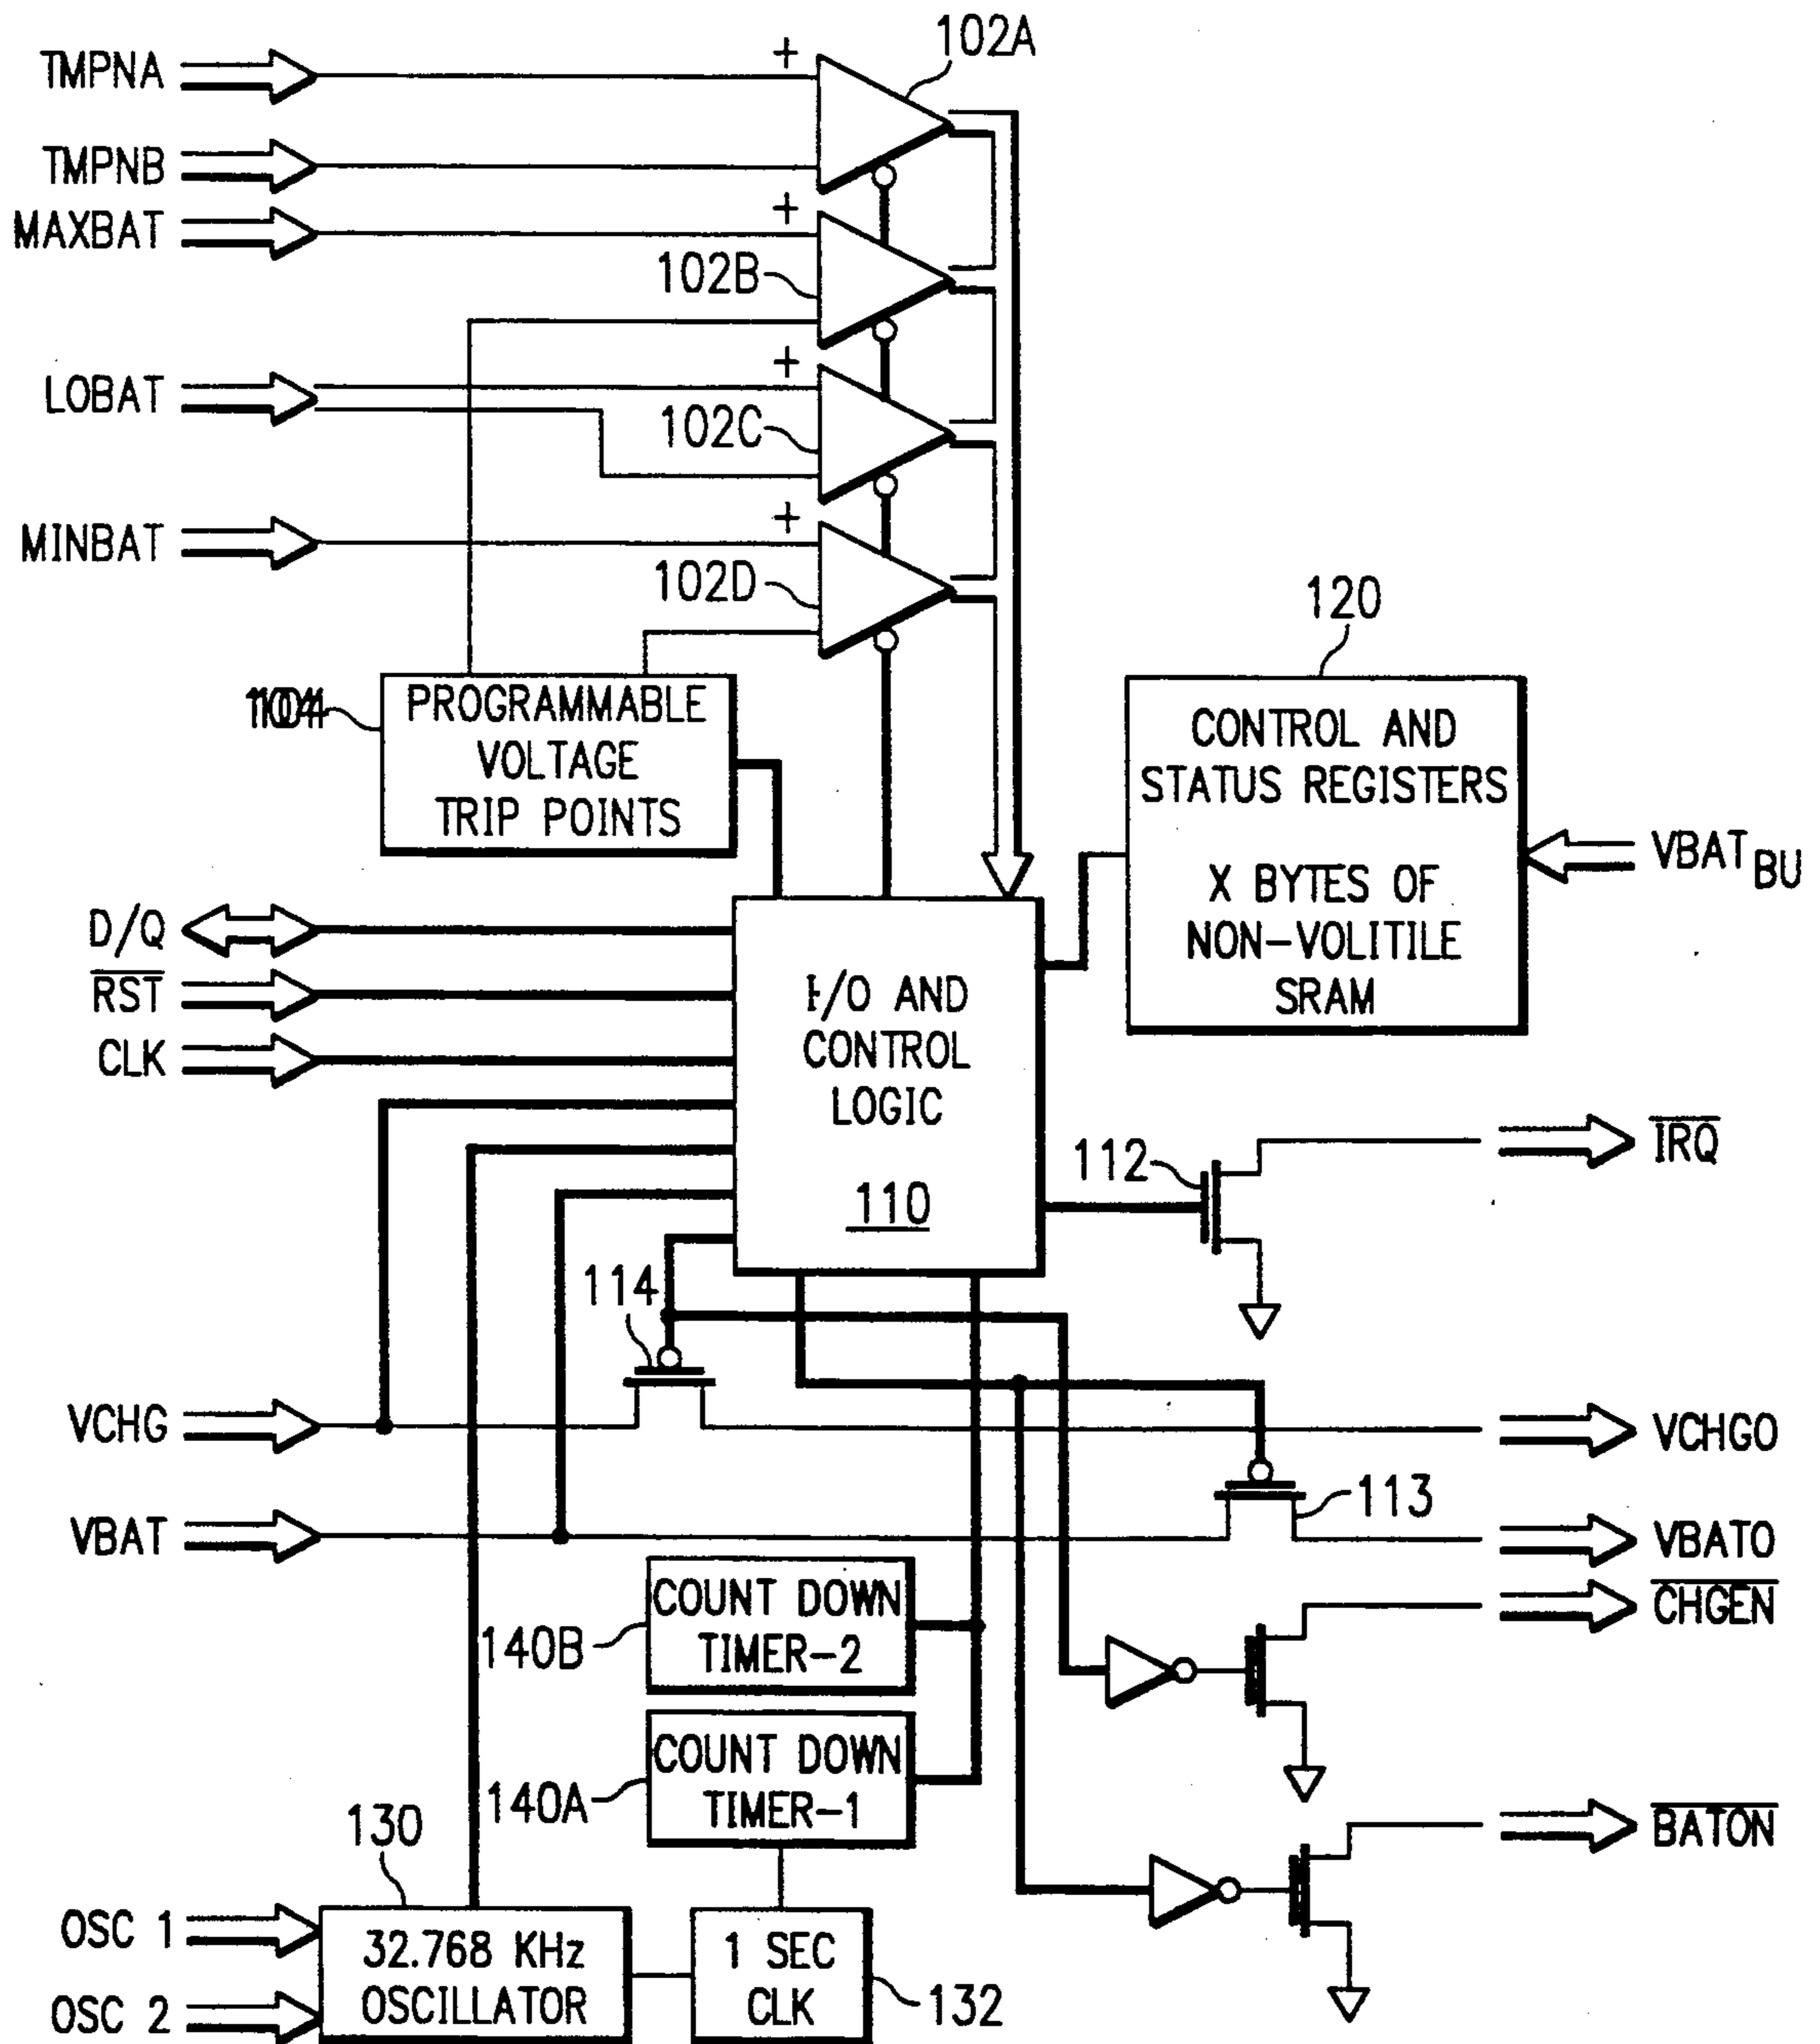 102A
TMPNA
+
TMPNB
+
MAXBAT
102B
+
LOBAT
102C
+
MINBAT
102D
120
PROGRAMMABLE
VOLTAGE
TRIP POINTS
CONTROL AND
STATUS REGISTERS
X BYTES OF
NON-VOLITILE
SRAM
VBAT BU
D/Q
RST
CLK
I/O AND
CONTROL
LOGIC
110
112
IRQ
114
VCHG
VCHGO
113
VBAT
VBATO
COUNT DOWN
TIMER-2
140B
CHGEN
COUNT DOWN
TIMER-1
140A
BATON
130
OSC 1
32.768 KHz
OSCILLATOR
1 SEC
CLK
132
OSC 2